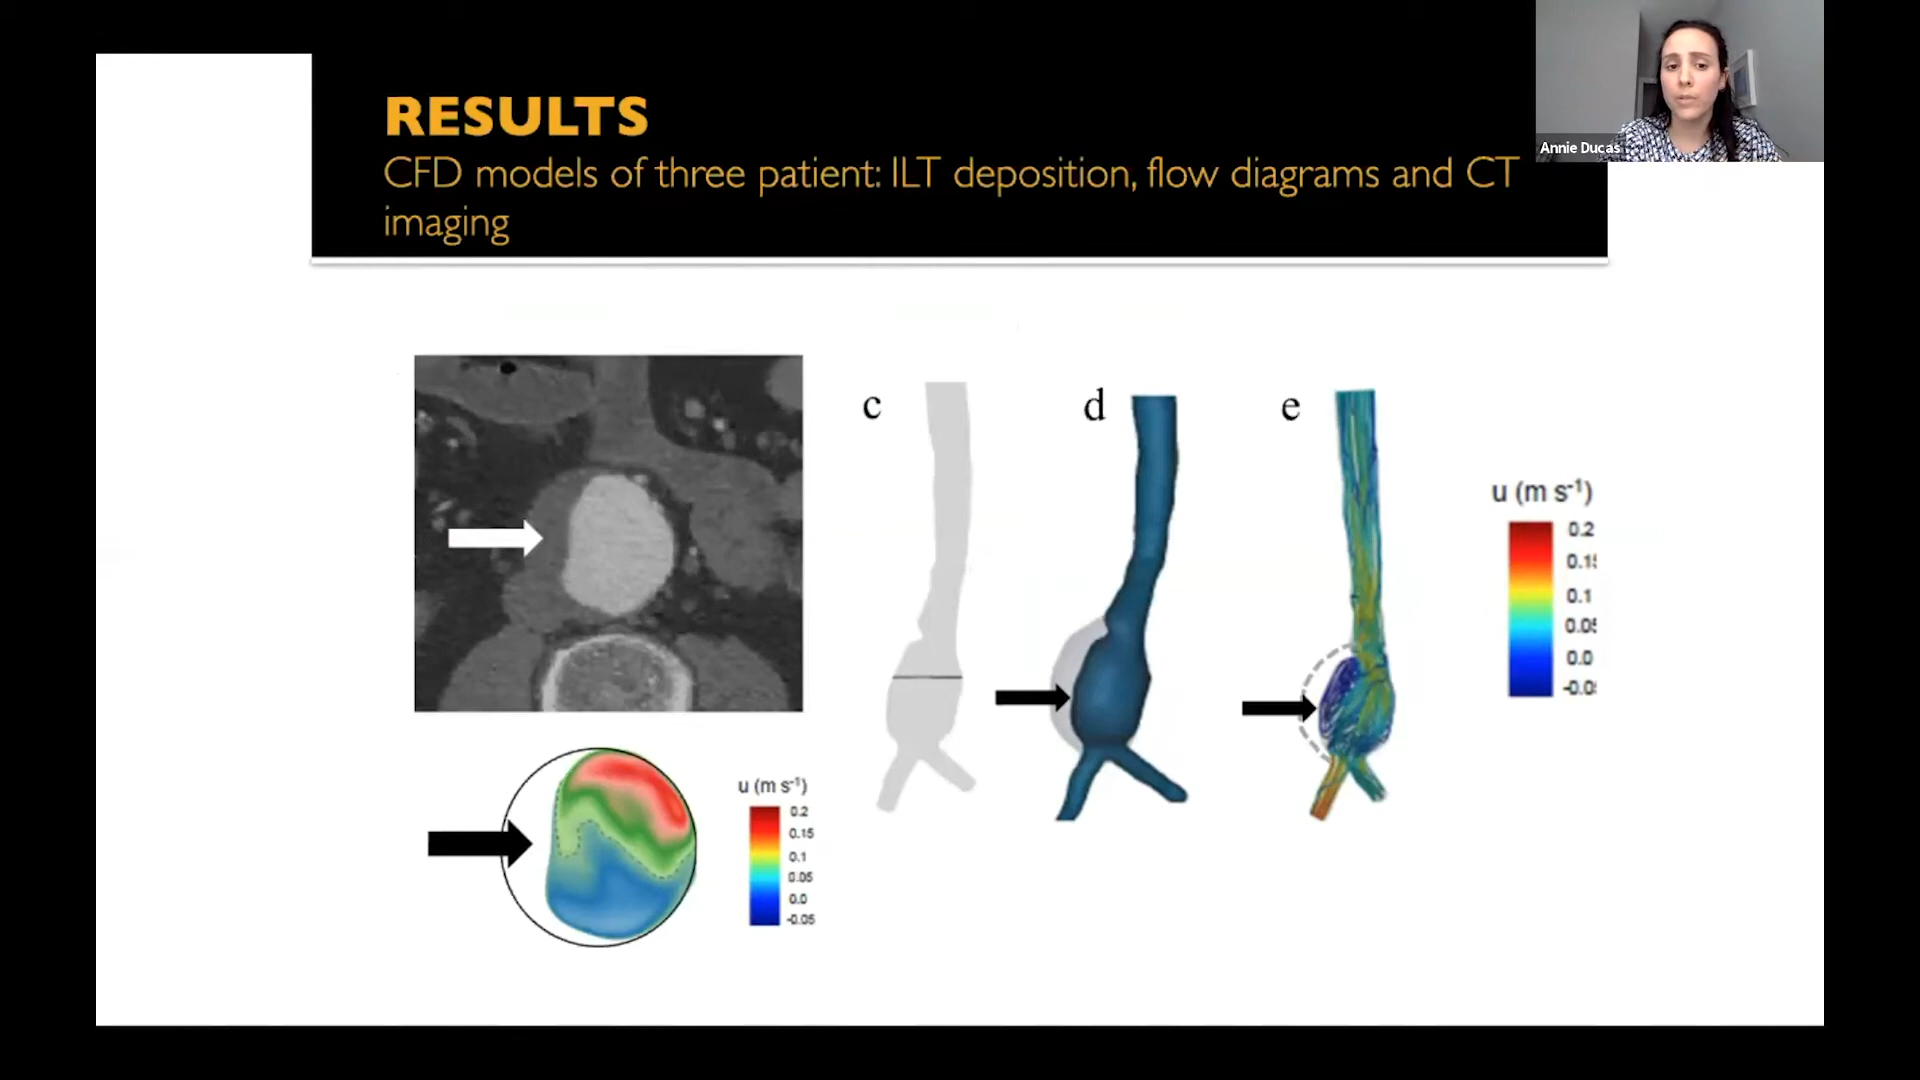 RESULTS
CFD models of three patient: ILT deposition, flow diagrams and CT
imaging
Annie Ducas
c
d
e
u (m s⁻¹)
0.2
0.15
0.1
0.05
0.0
-0.05
u (m s⁻¹)
0.2
0.1
0.0